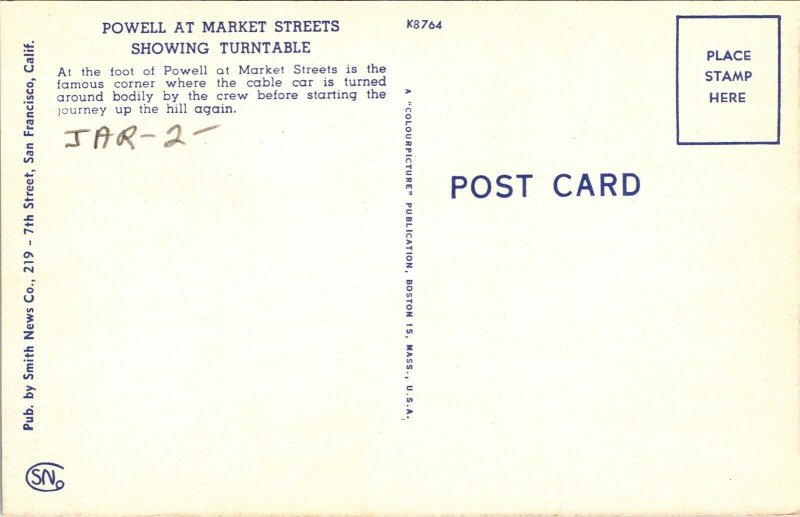 POWELL AT MARKET STREETS
SHOWING TURNTABLE
At the foot of Powell at Market Streets is the
famous corner where the cable car is turned
around bodily by the crew before starting the
journey up the hill again.
JAR-2-
Pub. by Smith News Co., 219 - 7th Street, San Francisco, Calif.
SN
K8764
A "COLOURPICTURE" PUBLICATION, BOSTON 15, MASS., U.S.A.
PLACE
STAMP
HERE
POST CARD